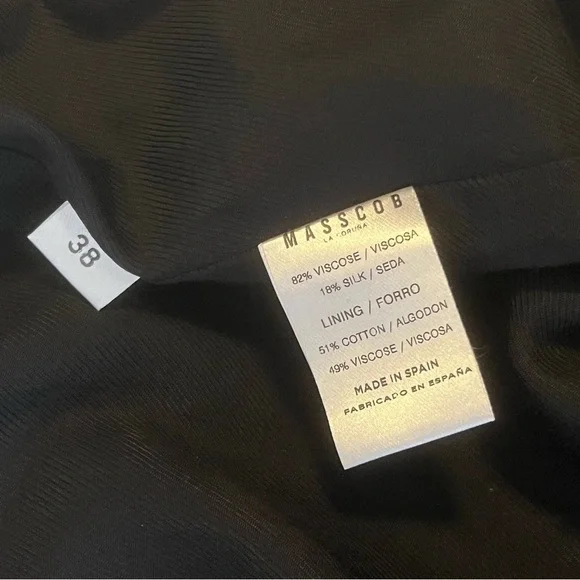 38
MASSCOB
LA CORUÑA
82% VISCOSE / VISCOSA
18% SILK / SEDA
LINING / FORRO
51% COTTON / ALGODON
49% VISCOSE / VISCOSA
MADE IN SPAIN
FABRICADO EN ESPAÑA